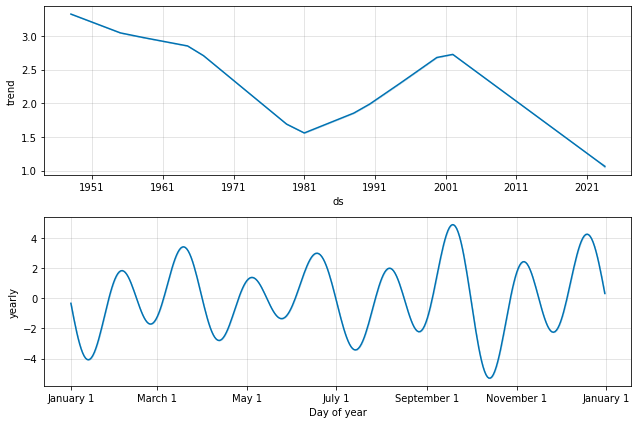 trend
3.0
2.5
2.0
1.5
1.0
1951 1961 1971 1981 1991 2001 2011 2021
ds
yearly
4
2
0
−2
−4
January 1 March 1 May 1 July 1 September 1 November 1 January 1
Day of year